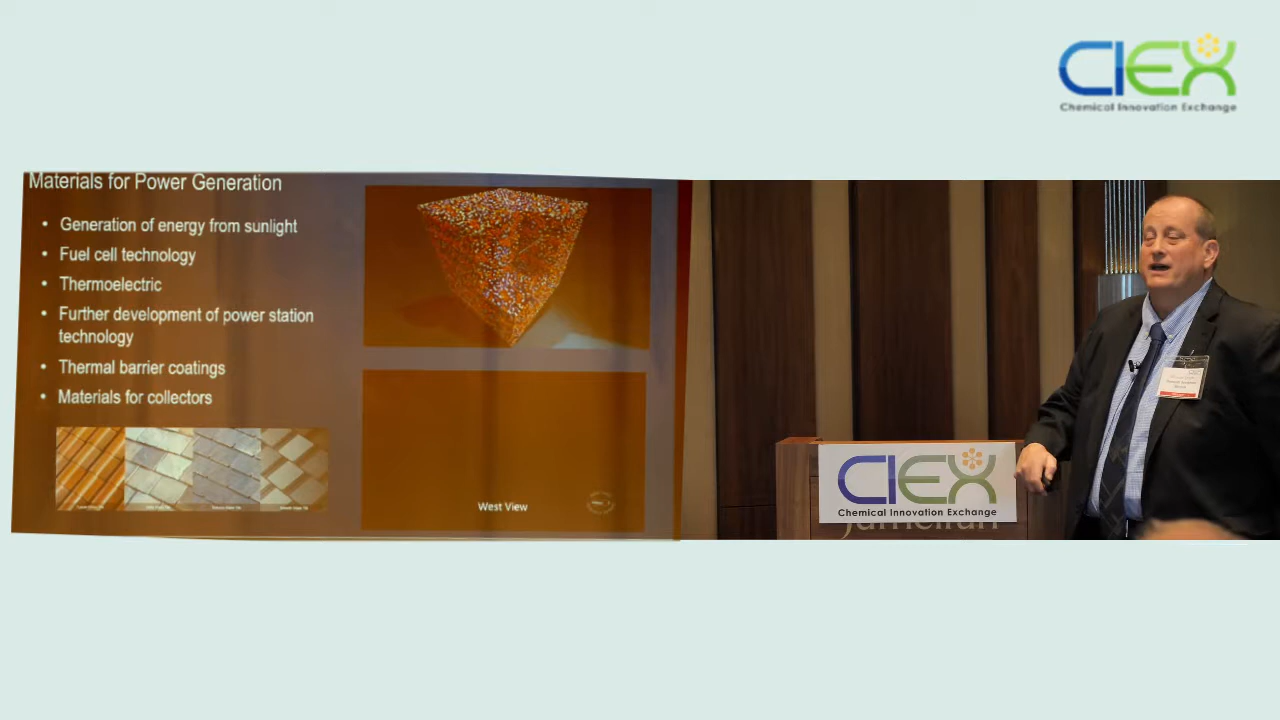 CIEX
Chemical Innovation Exchange
Materials for Power Generation
• Generation of energy from sunlight
• Fuel cell technology
• Thermoelectric
• Further development of power station
technology
• Thermal barrier coatings
• Materials for collectors
West View
CIEX
Chemical Innovation Exchange
Jumeirah